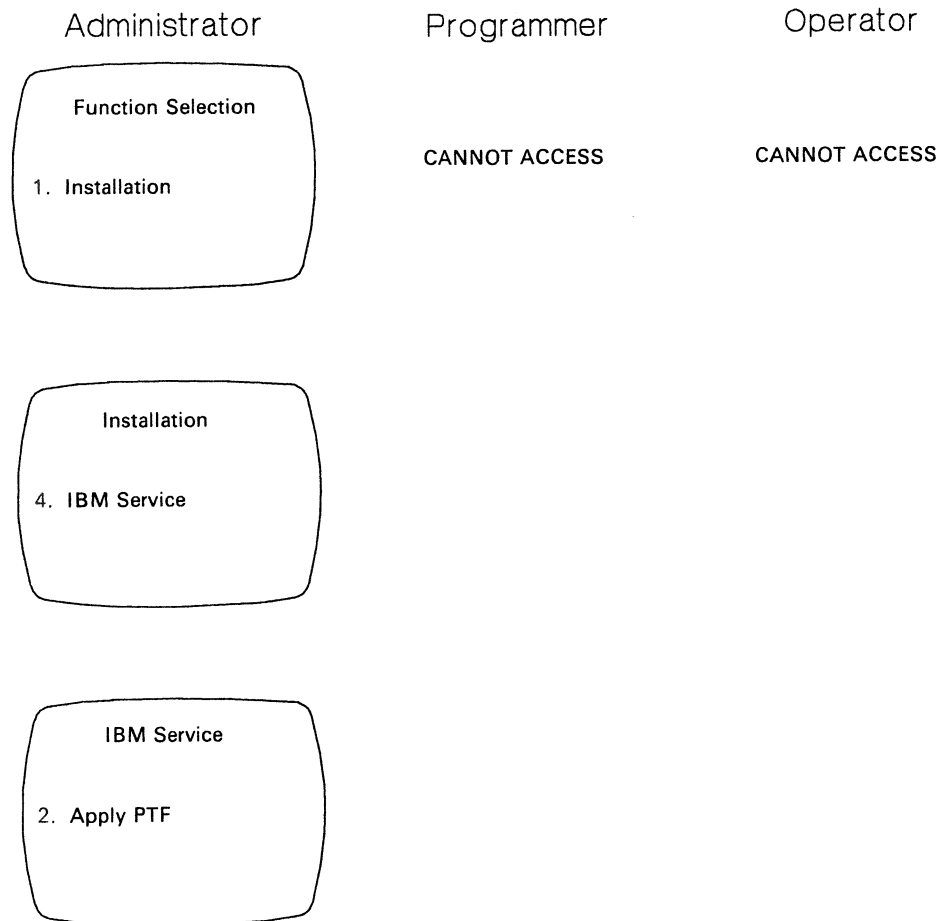 Administrator Programmer Operator
Function Selection
CANNOT ACCESS CANNOT ACCESS
1. Installation
Installation
4. IBM Service
IBM Service
2. Apply PTF